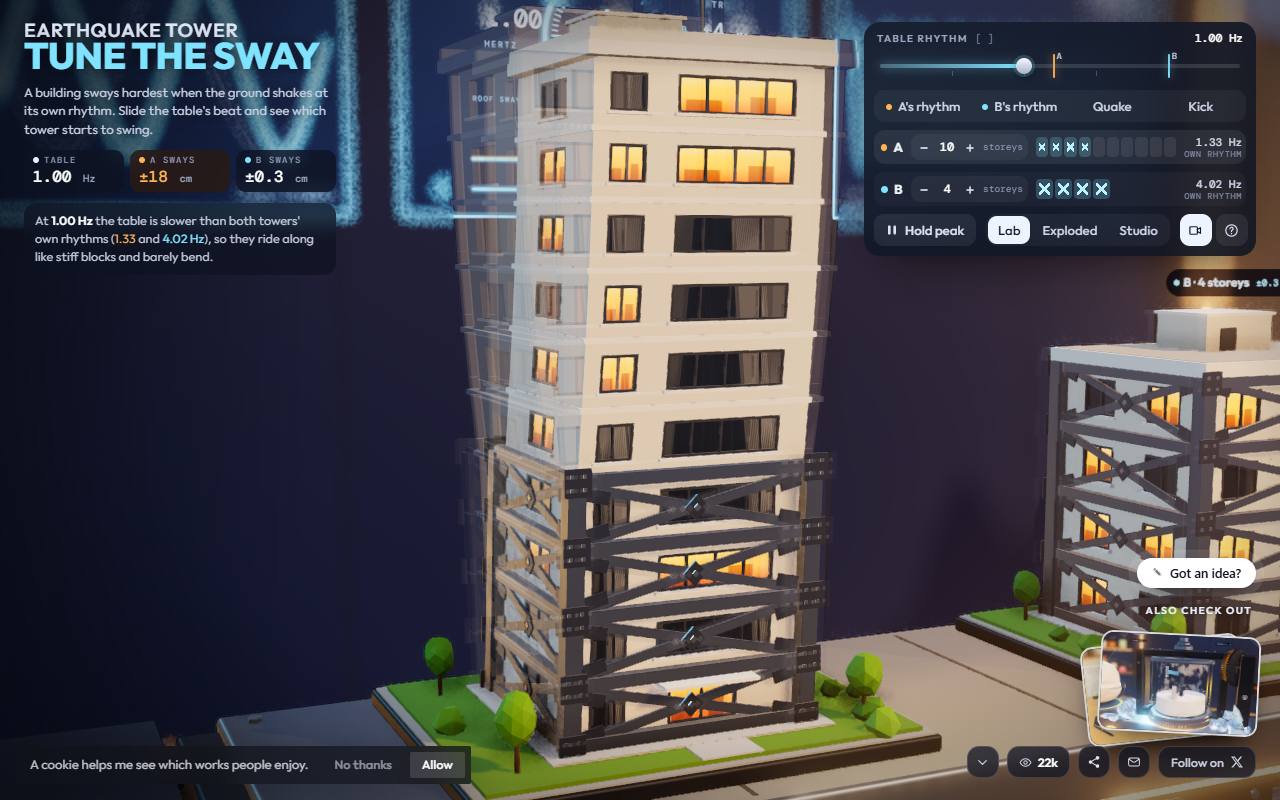 EARTHQUAKE TOWER
TUNE THE SWAY
A building sways hardest when the ground shakes at
its own rhythm. Slide the table's beat and see which
tower starts to swing.
TABLE
1.00 Hz
A SWAYS
±18 cm
B SWAYS
±0.3 cm
At 1.00 Hz the table is slower than both towers'
own rhythms (1.33 and 4.02 Hz), so they ride along
like stiff blocks and barely bend.
1.00
HERTZ
TABLE RHYTHM [ ] 1.00 Hz
A
B
A's rhythm B's rhythm Quake Kick
A − 10 + storeys 1.33 Hz
OWN RHYTHM
B − 4 + storeys 4.02 Hz
OWN RHYTHM
Hold peak Lab Exploded Studio
B·4 storeys ±0.3
Got an idea?
ALSO CHECK OUT
A cookie helps me see which works people enjoy. No thanks Allow
22k
Follow on X